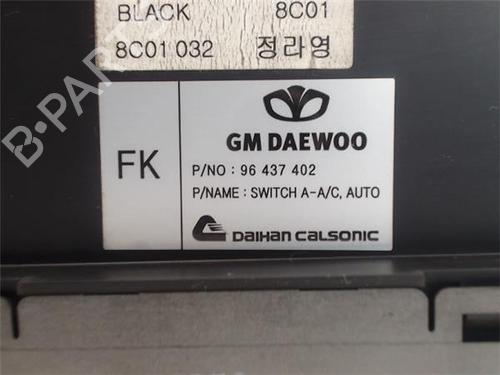 BLACK 8C01
8C01 032 정라영
FK
GM DAEWOO
P/NO : 96 437 402
P/NAME : SWITCH A-A/C, AUTO
DAIHAN CALSONIC
B-PARTS